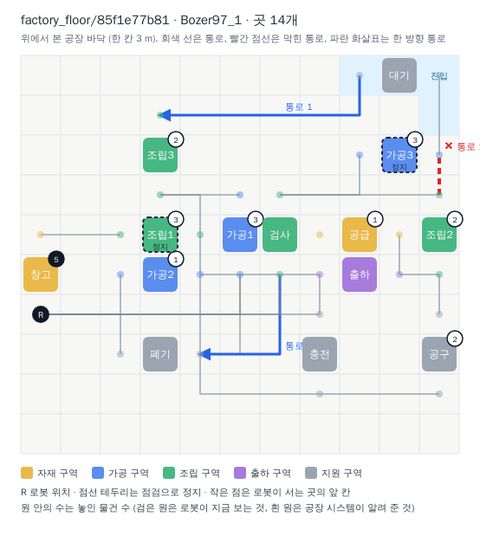 factory_floor/85f1e77b81 · Bozer97_1 · 곳 14개
위에서 본 공장 바닥 (한 칸 3 m). 회색 선은 통로, 빨간 점선은 막힌 통로, 파란 화살표는 한 방향 통로
대기
통로 1
✖ 통로
2
조립3
3
가공3
정지
3
조립1
정지
3
가공1
검사
1
공급
2
조립2
5
창고
1
가공2
출하
R
폐기
통로
충전
2
공구
자재 구역
가공 구역
조립 구역
출하 구역
지원 구역
R 로봇 위치 · 점선 테두리는 점검으로 정지 · 작은 점은 로봇이 서는 곳의 앞 칸
원 안의 수는 놓인 물건 수 (검은 원은 로봇이 지금 보는 것, 흰 원은 공장 시스템이 알려 준 것)